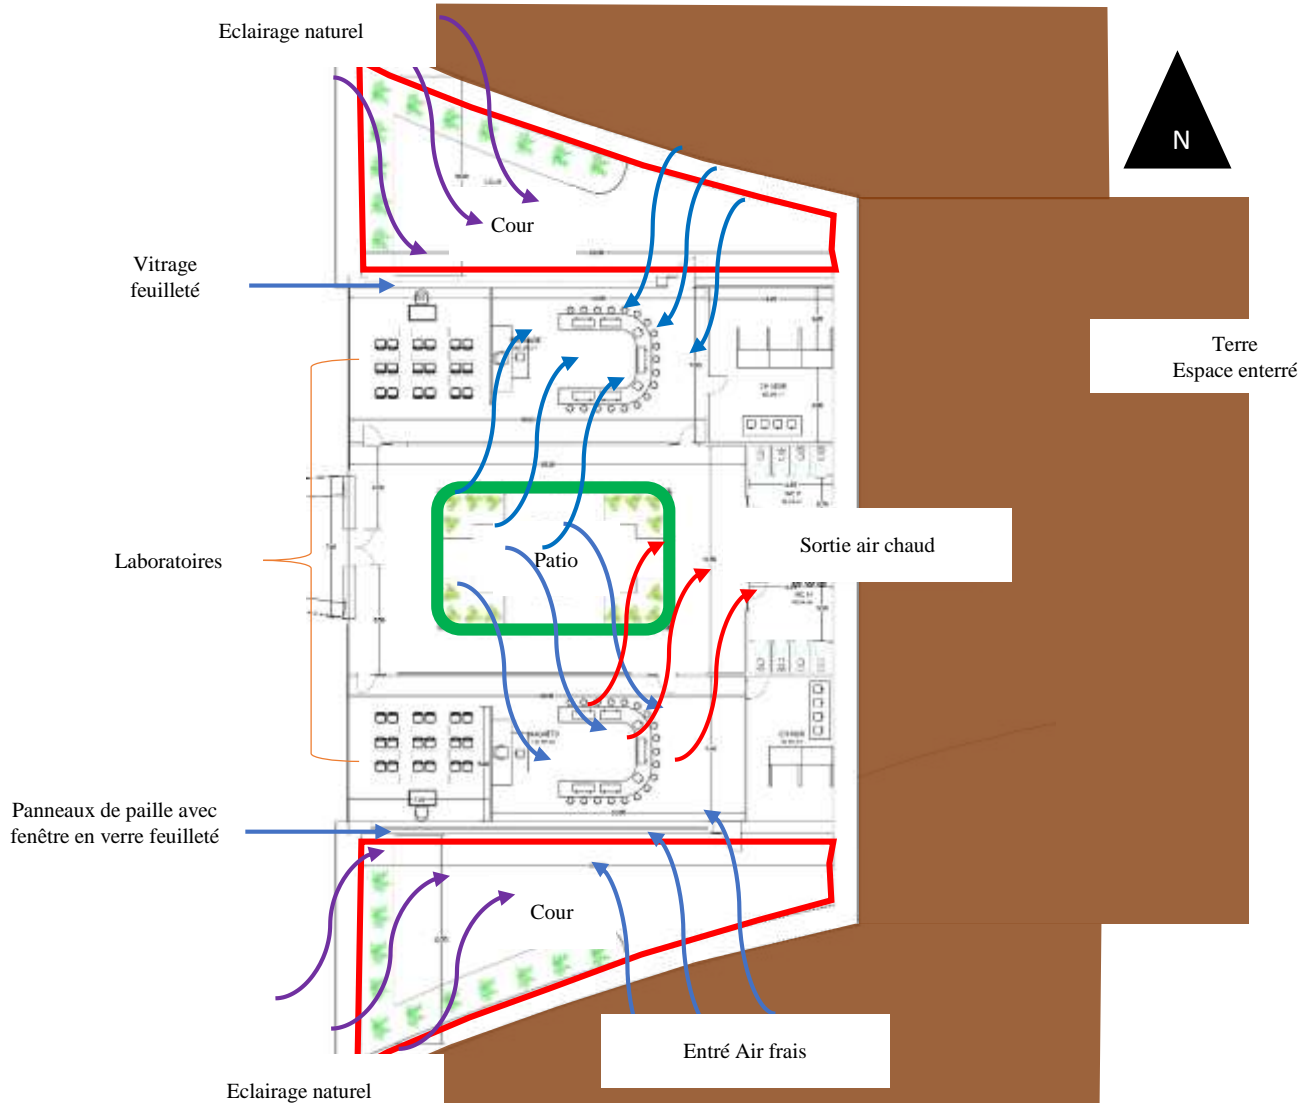 Eclairage naturel
N
Cour
Vitrage
feuilleté
Terre
Espace enterré
Sortie air chaud
Patio
Laboratoires
Panneaux de paille avec
fenêtre en verre feuilleté
Cour
Entré Air frais
Eclairage naturel